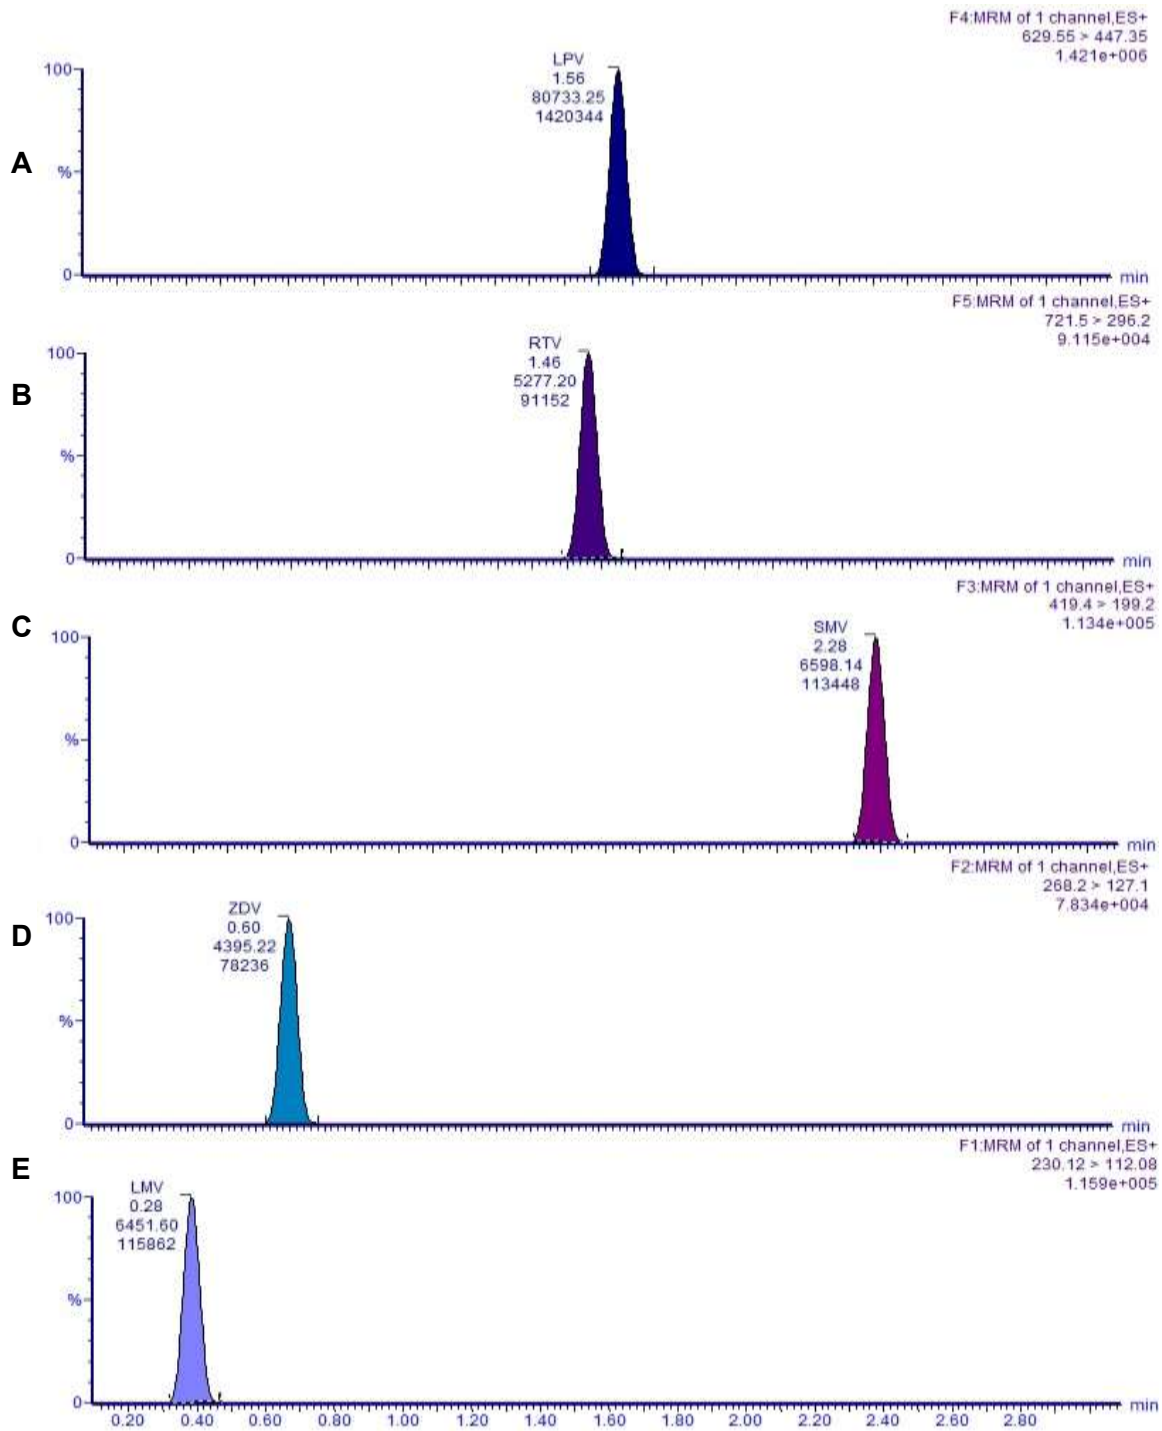 F4:MRM of 1 channel,ES+
629.55 > 447.35
1.421e+006
A
100
%
0
LPV
1.56
80733.25
1420344
min
F5:MRM of 1 channel,ES+
721.5 > 296.2
9.115e+004
B
100
%
0
RTV
1.46
5277.20
91152
min
F3:MRM of 1 channel,ES+
419.4 > 199.2
1.134e+005
C
100
%
0
SMV
2.28
6598.14
113448
min
F2:MRM of 1 channel,ES+
268.2 > 127.1
7.834e+004
D
100
%
0
ZDV
0.60
4395.22
78236
min
F1:MRM of 1 channel,ES+
230.12 > 112.08
1.159e+005
E
100
%
0
LMV
0.28
6451.60
115862
min
0.20 0.40 0.60 0.80 1.00 1.20 1.40 1.60 1.80 2.00 2.20 2.40 2.60 2.80